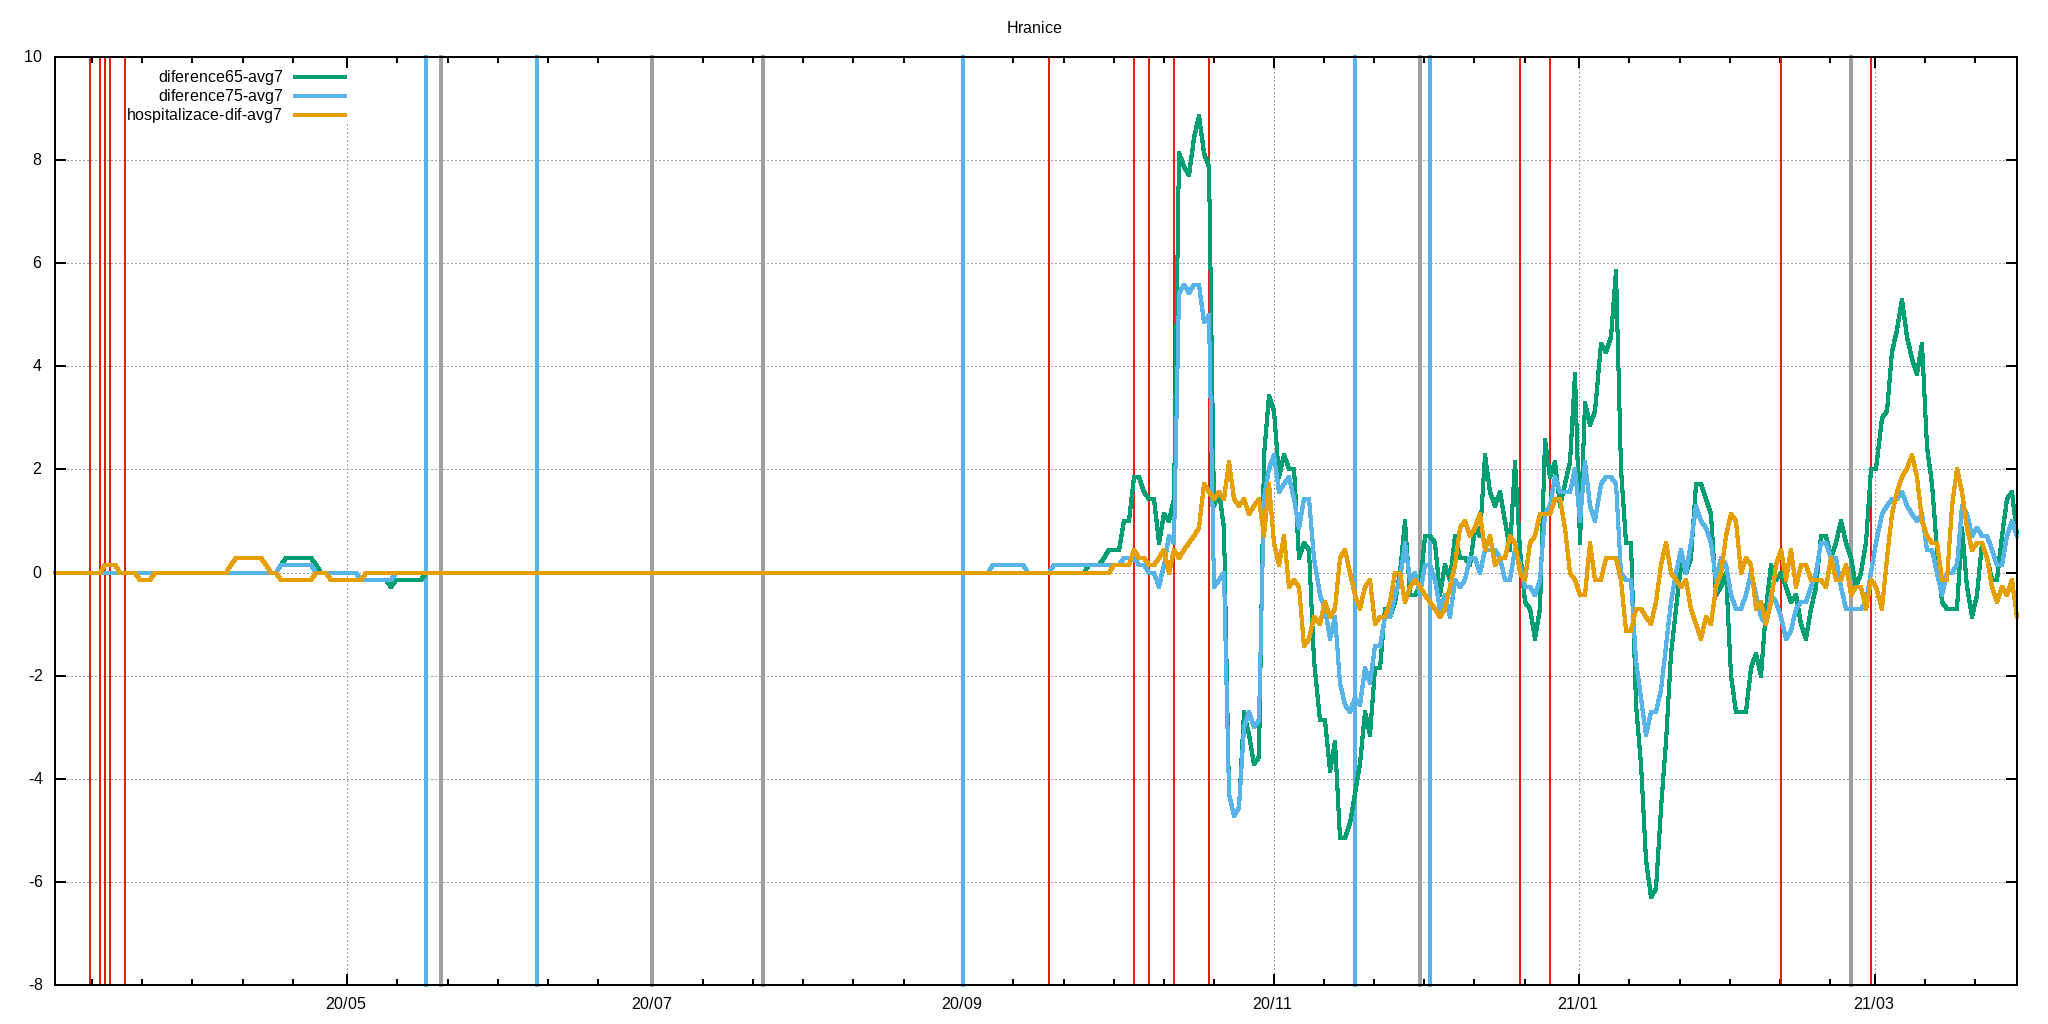 Hranice
10
diference65-avg7
diference75-avg7
hospitalizace-dif-avg7
8
6
4
2
0
-2
-4
-6
-8
20/05 20/07 20/09 20/11 21/01 21/03